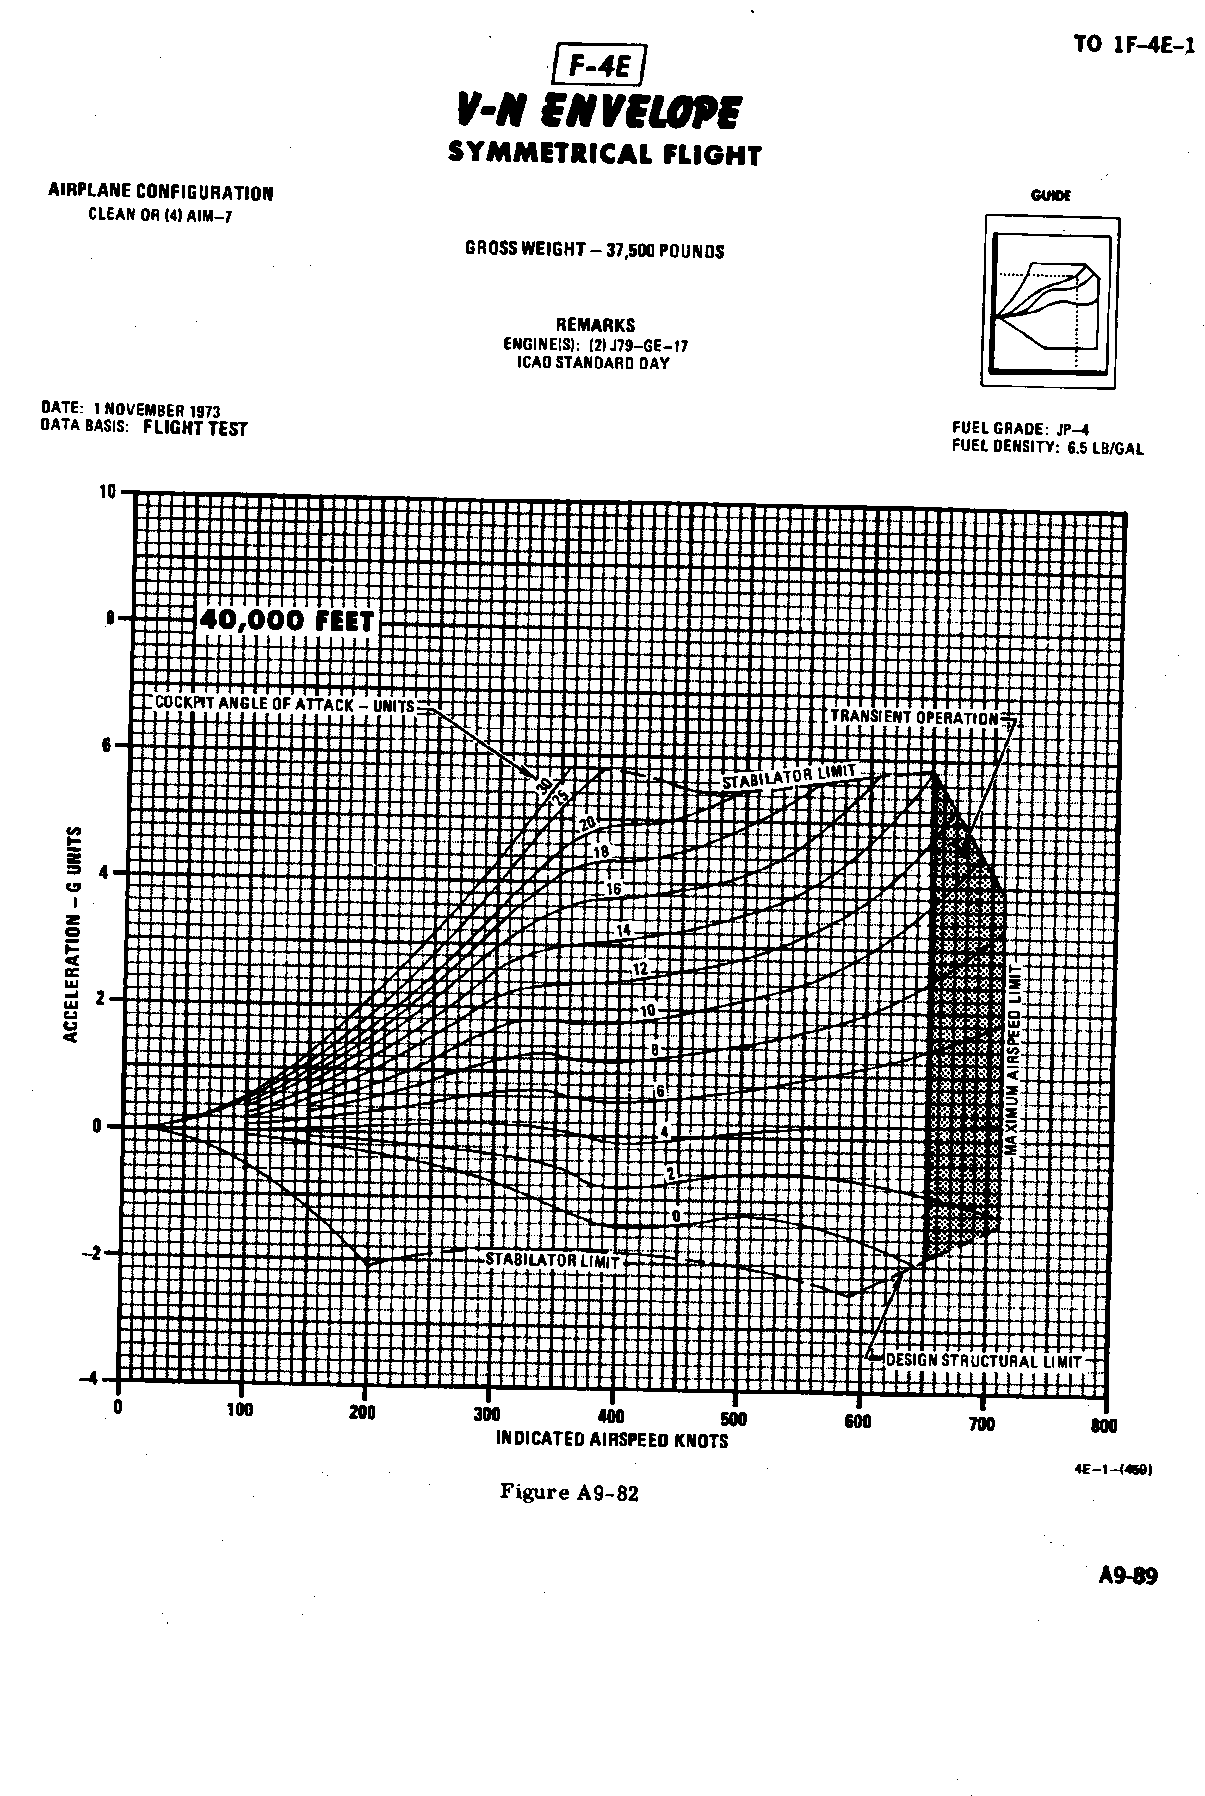 TO 1F-4E-1
F-4E
V-N ENVELOPE
SYMMETRICAL FLIGHT
AIRPLANE CONFIGURATION
CLEAN OR (4) AIM-7
GUIDE
GROSS WEIGHT — 37,500 POUNDS
REMARKS
ENGINE(S): (2) J79-GE-17
ICAO STANDARD DAY
DATE: 1 NOVEMBER 1973
DATA BASIS: FLIGHT TEST
FUEL GRADE: JP-4
FUEL DENSITY: 6.5 LB/GAL
10
8
40,000 FEET
COCKPIT ANGLE OF ATTACK - UNITS
TRANSIENT OPERATION
6
STABILATOR LIMIT
30
25
20
18
4
16
14
12
2
10
8
6
0
4
2
0
ACCELERATION - G UNITS
MAXIMUM AIRSPEED LIMIT
-2
STABILATOR LIMIT
DESIGN STRUCTURAL LIMIT
-4
0 100 200 300 400 500 600 700 800
INDICATED AIRSPEED KNOTS
4E-1-(459)
Figure A9-82
A9-89